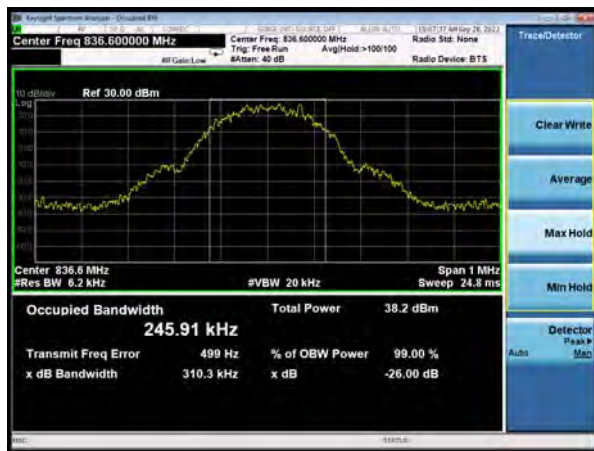 Keysight Spectrum Analyzer - Occupied BW
Center Freq 836.600000 MHz
Center Freq: 836.600000 MHz
Radio Std: None
Trace/Detector
Trig: Free Run
Avg|Hold:>100/100
#IFGain:Low
#Atten: 40 dB
Radio Device: BTS
10 dB/div
Ref 30.00 dBm
Log
Clear Write
Average
Max Hold
Min Hold
Center 836.6 MHz
Span 1 MHz
#Res BW 6.2 kHz
#VBW 20 kHz
Sweep 24.8 ms
Occupied Bandwidth
Total Power
38.2 dBm
245.91 kHz
Transmit Freq Error
499 Hz
% of OBW Power
99.00 %
x dB Bandwidth
310.3 kHz
x dB
-26.00 dB
Detector
Peak▶
Auto
Man
MSG
STATUS